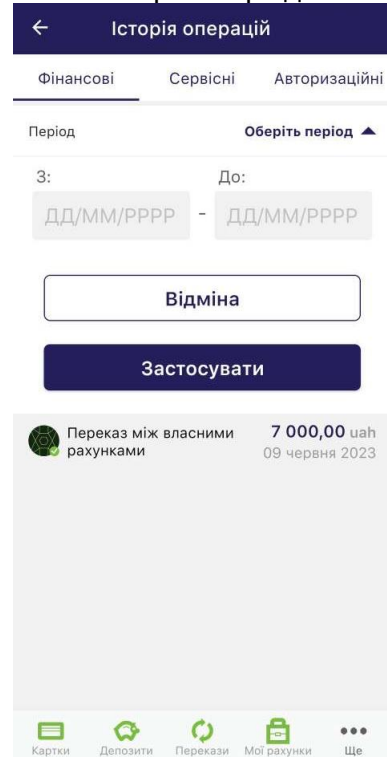 Історія операцій
Фінансові Сервісні Авторизаційні
Період Оберіть період
З: До:
ДД/ММ/РРРР - ДД/ММ/РРРР
Відміна
Застосувати
Переказ між власними 7 000,00 uah
рахунками 09 червня 2023
Картки Депозити Перекази Мої рахунки Ще